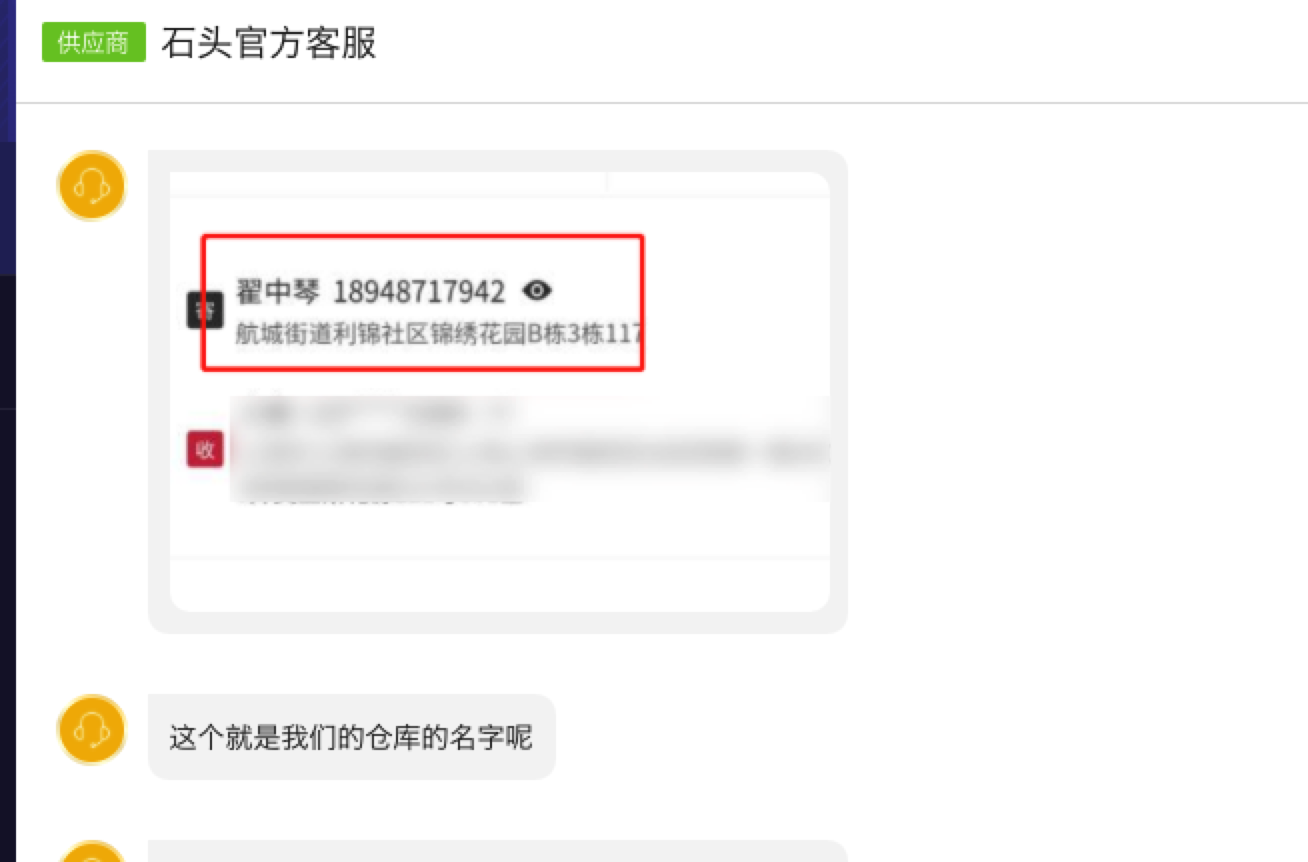 供应商 石头官方客服
翟中琴 18948717942
寄
航城街道利锦社区锦绣花园B栋3栋117
收
这个就是我们的仓库的名字呢